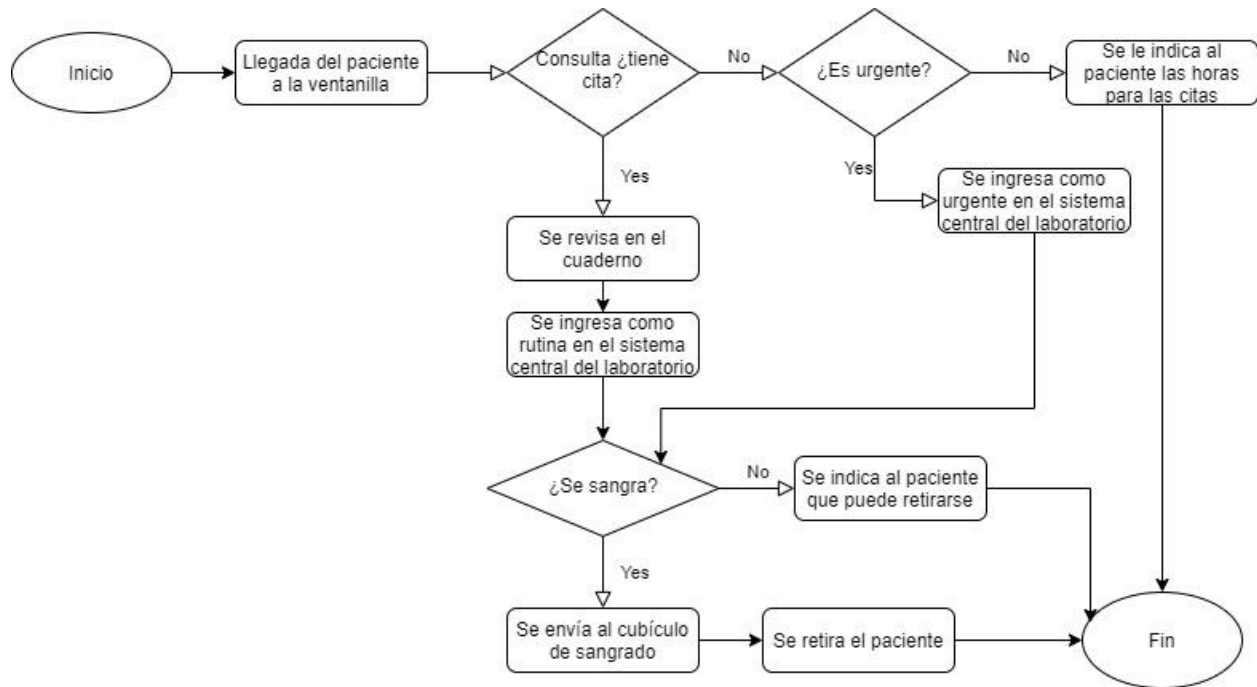 Inicio
Llegada del paciente
a la ventanilla
Consulta ¿tiene
cita?
No
¿Es urgente?
No
Se le indica al
paciente las horas
para las citas
Yes
Yes
Se ingresa como
urgente en el sistema
central del laboratorio
Se revisa en el
cuaderno
Se ingresa como
rutina en el sistema
central del laboratorio
¿Se sangra?
No
Se indica al paciente
que puede retirarse
Yes
Se envía al cubículo
de sangrado
Se retira el paciente
Fin